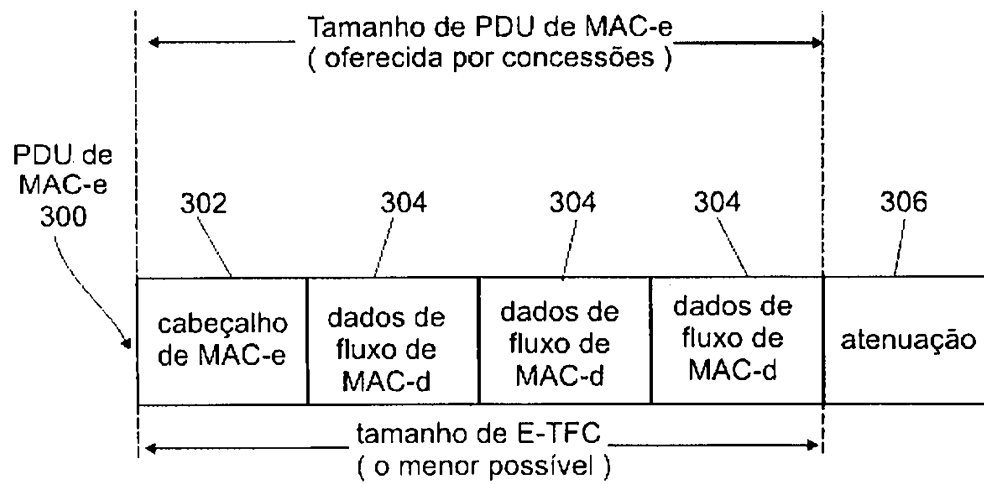 Tamanho de PDU de MAC-e
( oferecida por concessões )
PDU de
MAC-e
300
302
304
304
304
306
cabeçalho
de MAC-e
dados de
fluxo de
MAC-d
dados de
fluxo de
MAC-d
dados de
fluxo de
MAC-d
atenuação
tamanho de E-TFC
( o menor possível )